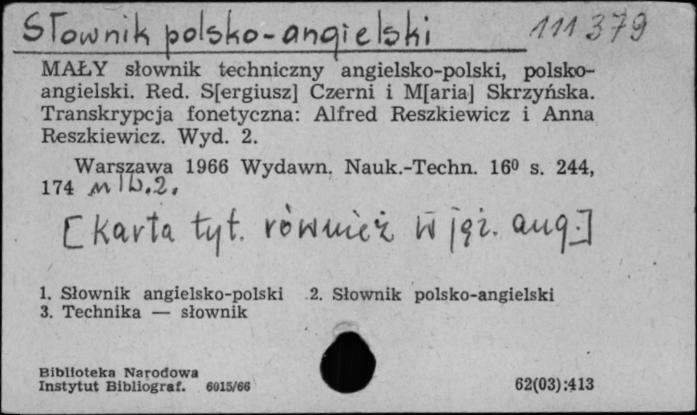 Słownik polsko-angielski 111379
MAŁY słownik techniczny angielsko-polski, polsko-
angielski. Red. S[ergiusz] Czerni i M[aria] Skrzyńska.
Transkrypcja fonetyczna: Alfred Reszkiewicz i Anna
Reszkiewicz. Wyd. 2.
Warszawa 1966 Wydawn. Nauk.-Techn. 16⁰ s. 244,
174 nlb. 2.
[Karta tyt. również w jęz. ang.]
1. Słownik angielsko-polski 2. Słownik polsko-angielski
3. Technika — słownik
Biblioteka Narodowa
Instytut Bibliograf. 6015/66 62(03):413